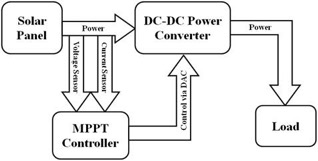 Solar
Panel
Power
DC-DC Power
Converter
Power
Voltage Sensor
Current Sensor
Control via DAC
MPPT
Controller
Load